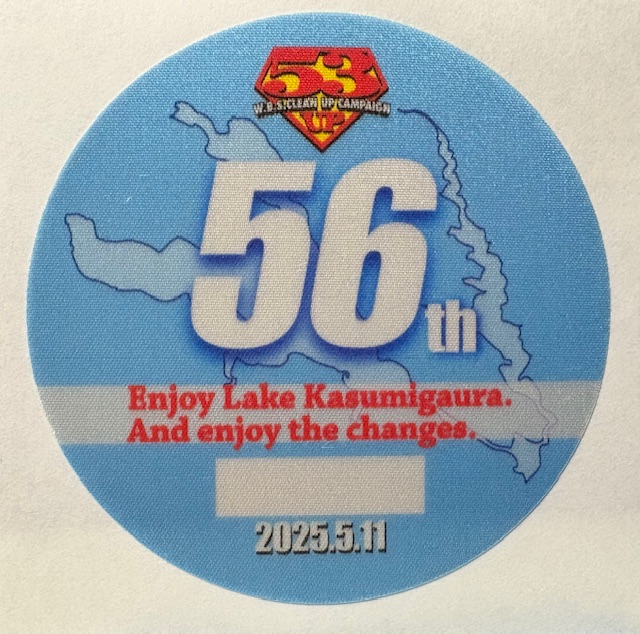 53
W.B.S!CLEAN UP CAMPAIGN
UP
56th
Enjoy Lake Kasumigaura.
And enjoy the changes.
2025.5.11